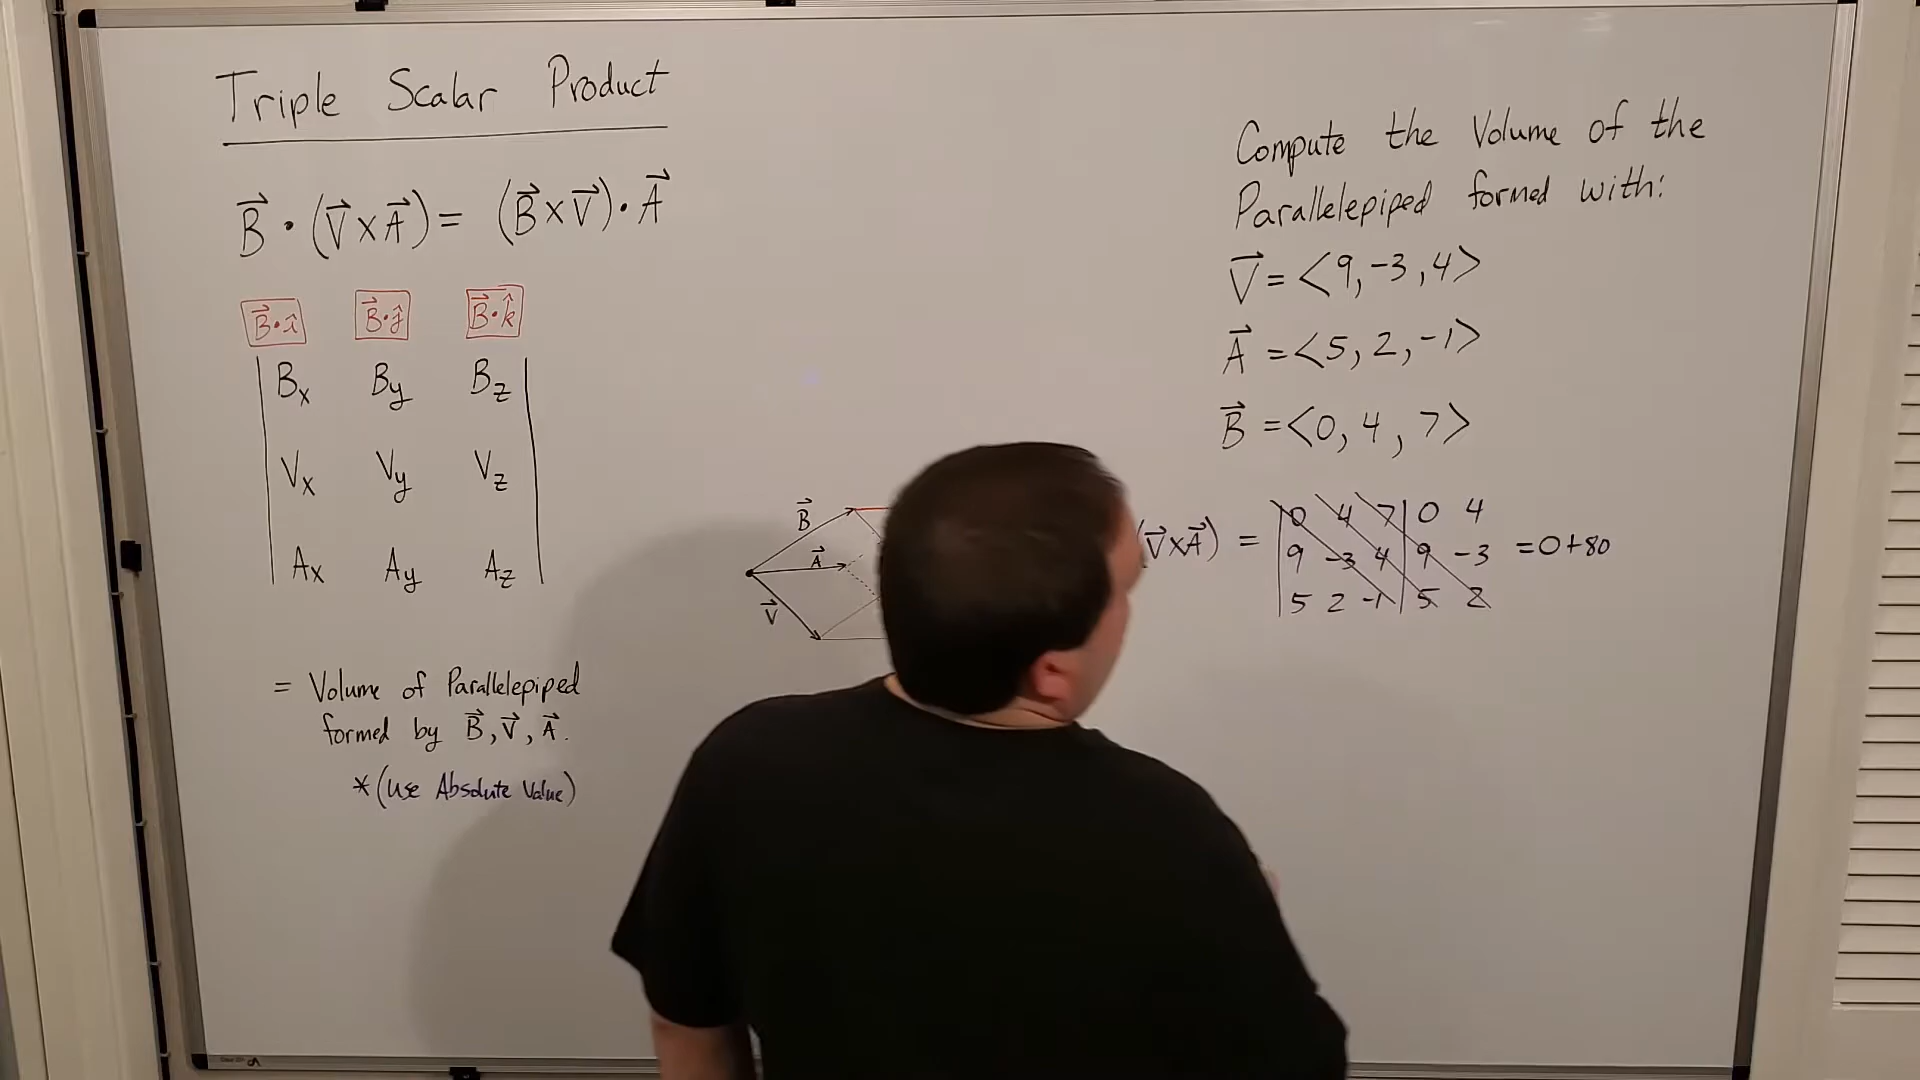 Triple Scalar Product
B⃗ · (V⃗ × A⃗) = (B⃗ × V⃗) · A⃗
B⃗·î B⃗·ĵ B⃗·k̂
Bx By Bz
Vx Vy Vz
Ax Ay Az
= Volume of Parallelepiped
formed by B⃗, V⃗, A⃗.
*(Use Absolute Value)
B⃗
A⃗
V⃗
Compute the Volume of the
Parallelepiped formed with:
V⃗ = <9, -3, 4>
A⃗ = <5, 2, -1>
B⃗ = <0, 4, 7>
(V⃗×A⃗) = | 0 4 7 | 0 4
9 -3 4 | 9 -3 = 0+80
5 2 -1 | 5 2